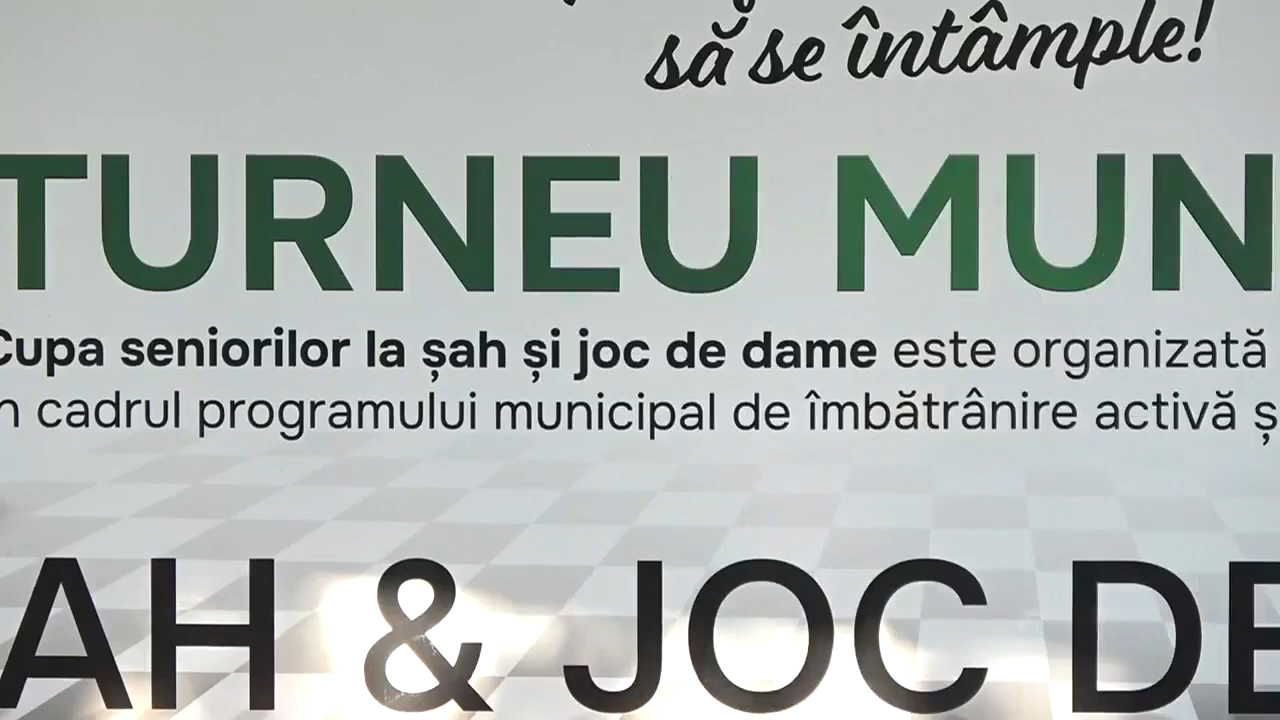 să se întâmple!
TURNEU MUN
Cupa seniorilor la șah și joc de dame este organizată
n cadrul programului municipal de îmbătrânire activă ș
AH & JOC DE